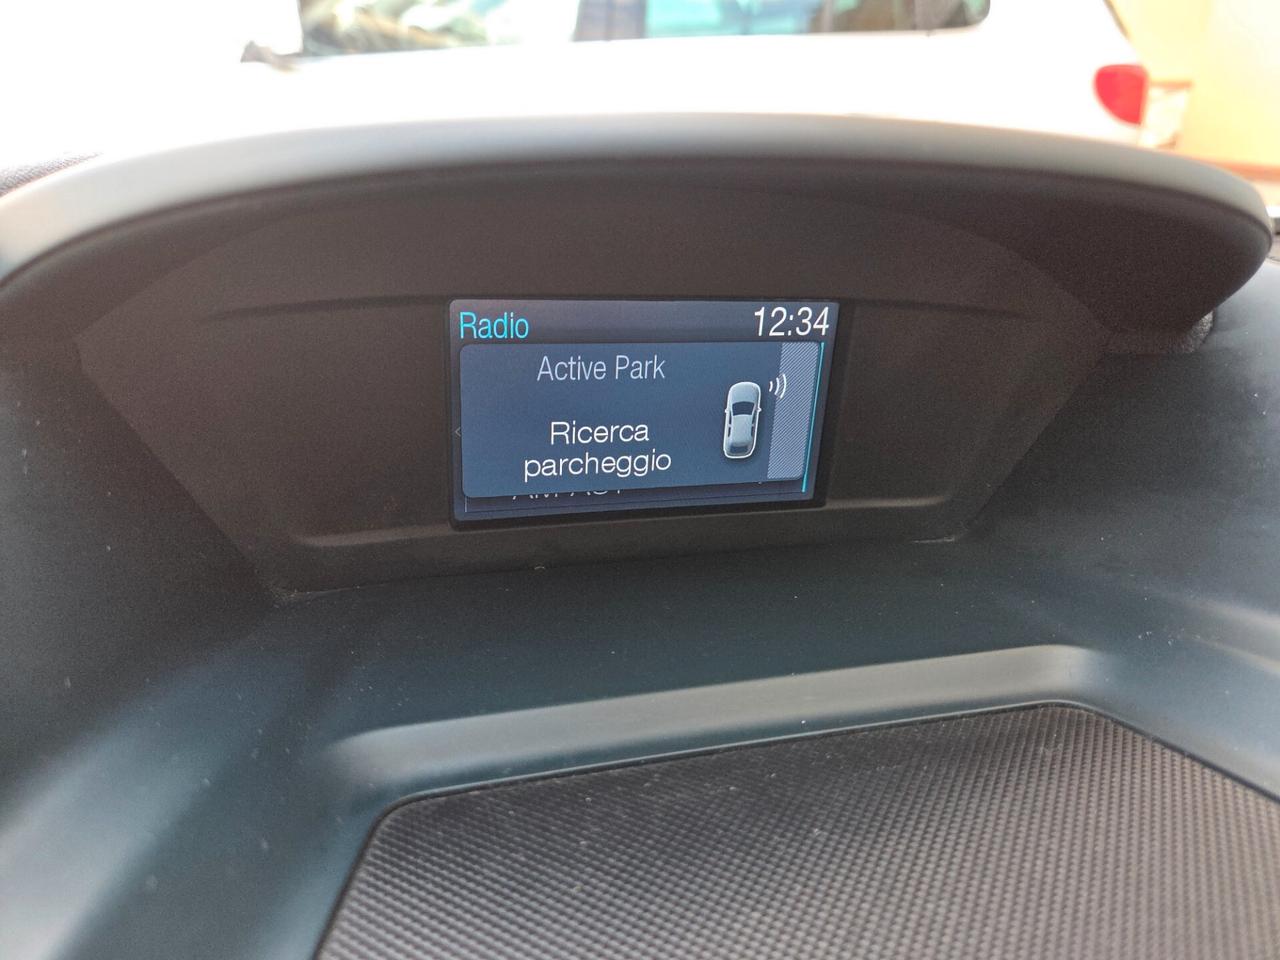 Radio 12:34
Active Park
Ricerca
parcheggio